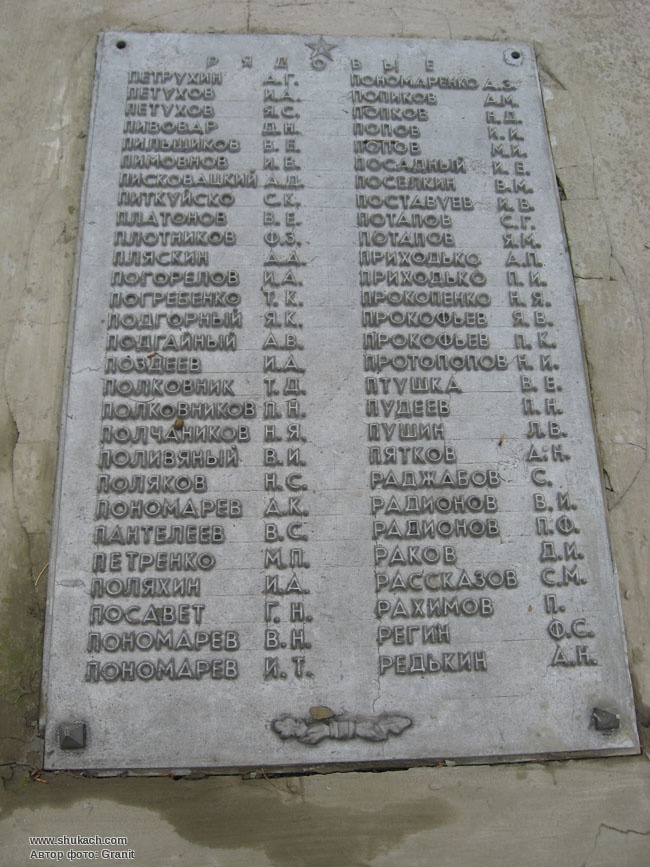 РЯДОВЫЕ
ПЕТРУХИН А.Г.
ПЕТУХОВ И.А.
ПЕТУХОВ Я.С.
ПИВОВАР Д.Н.
ПИЛЬЩИКОВ В.Е.
ПИМОВНОВ И.В.
ПИСКОВАЦКИЙ А.Д.
ПИТКУЙСКО С.К.
ПЛАТОНОВ В.Е.
ПЛОТНИКОВ Ф.З.
ПЛЯСКИН А.А.
ПОГОРЕЛОВ И.А.
ПОГРЕБЕНКО Т.К.
ПОДГОРНЫЙ Я.К.
ПОДГАЙНЫЙ А.В.
ПОЗДЕЕВ И.А.
ПОЛКОВНИК Т.Д.
ПОЛКОВНИКОВ П.Н.
ПОЛЧАНИКОВ Н.Я.
ПОЛИВЯНЫЙ В.И.
ПОЛЯКОВ Н.С.
ПОНОМАРЕВ А.К.
ПАНТЕЛЕЕВ В.С.
ПЕТРЕНКО М.П.
ПОЛЯХИН И.А.
ПОСАВЕТ Г.Н.
ПОНОМАРЕВ В.Н.
ПОНОМАРЕВ И.Т.
ПОНОМАРЕНКО А.З.
ПОПИКОВ А.М.
ПОПКОВ Н.Д.
ПОПОВ И.И.
ПОПОВ М.И.
ПОСАДНЫЙ И.Е.
ПОСЕЛКИН В.М.
ПОСТАВУЕВ И.В.
ПОТАПОВ С.Г.
ПОТАПОВ Я.М.
ПРИХОДЬКО А.П.
ПРИХОДЬКО П.И.
ПРОКОПЕНКО Н.Я.
ПРОКОФЬЕВ Я.В.
ПРОКОФЬЕВ П.К.
ПРОТОПОПОВ Н.И.
ПТУШКА В.Е.
ПУДЕЕВ П.Н.
ПУШИН Л.В.
ПЯТКОВ А.Н.
РАДЖАБОВ С.
РАДИОНОВ В.И.
РАДИОНОВ П.Ф.
РАКОВ Д.И.
РАССКАЗОВ С.М.
РАХИМОВ П.
РЕГИН Ф.С.
РЕДЬКИН А.Н.
www.shukach.com
Автор фото: Granit